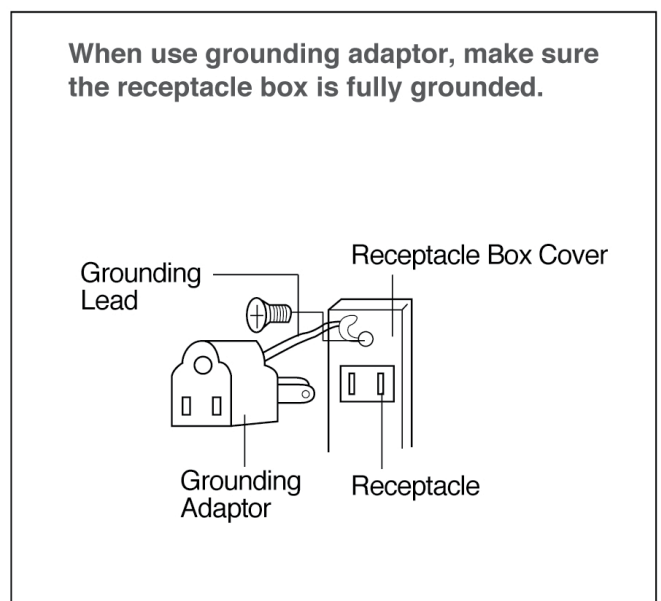 When use grounding adaptor, make sure
the receptacle box is fully grounded.
Receptacle Box Cover
Grounding
Lead
Grounding
Adaptor
Receptacle